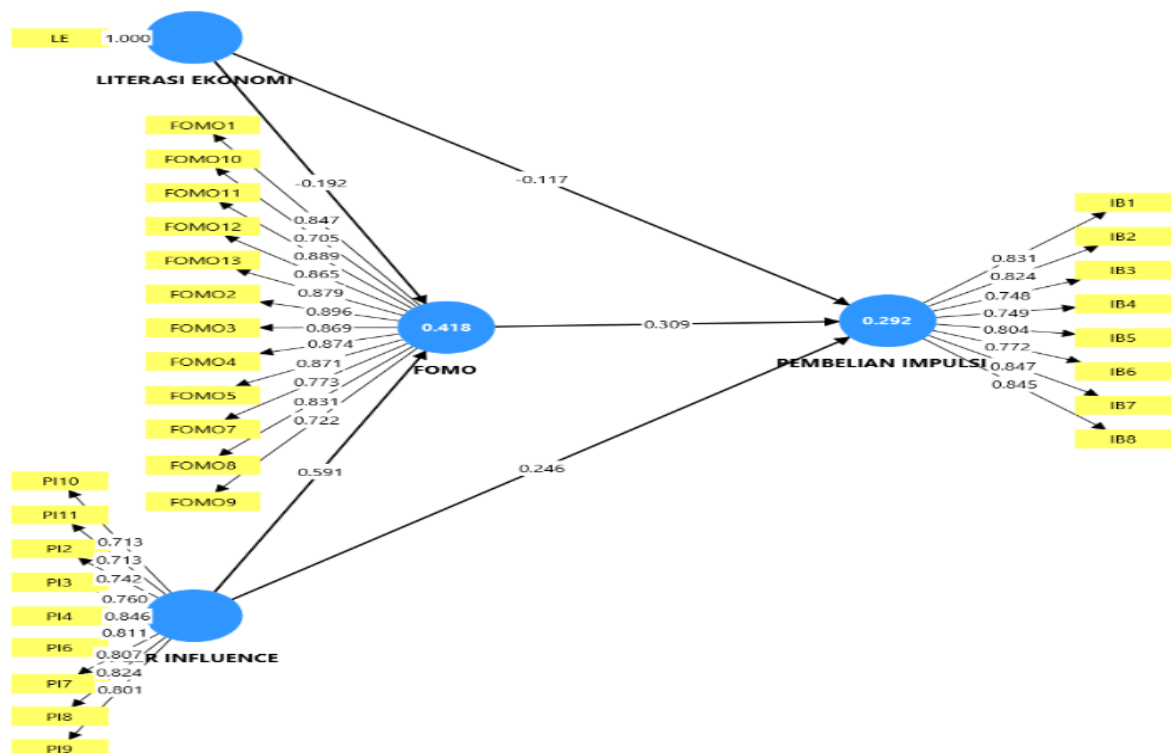 LE
1.000
LITERASI EKONOMI
FOMO1
FOMO10
FOMO11
FOMO12
FOMO13
FOMO2
FOMO3
FOMO4
FOMO5
FOMO7
FOMO8
FOMO9
-0.192
0.847
0.705
0.889
0.865
0.879
0.896
0.869
0.874
0.871
0.773
0.831
0.722
0.591
0.418
FOMO
-0.117
0.309
0.246
0.292
PEMBELIAN IMPULSI
0.831
0.824
0.748
0.749
0.804
0.772
0.847
0.845
IB1
IB2
IB3
IB4
IB5
IB6
IB7
IB8
PI10
PI11
PI2
PI3
PI4
PI6
PI7
PI8
PI9
0.713
0.713
0.742
0.760
0.846
0.811
0.807
0.824
0.801
R INFLUENCE